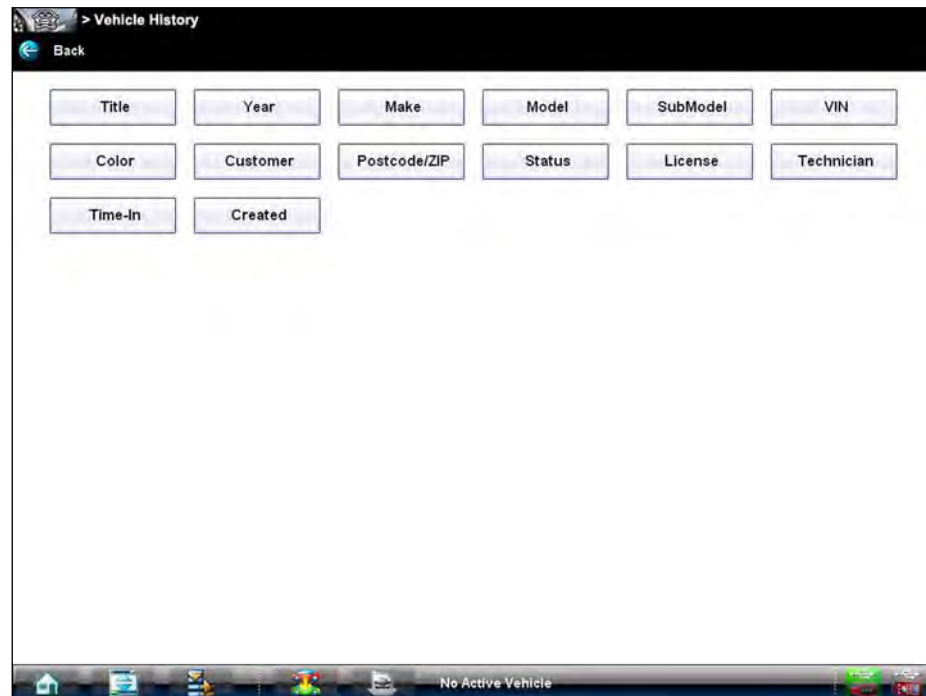 > Vehicle History
Back
Title Year Make Model SubModel VIN
Color Customer Postcode/ZIP Status License Technician
Time-In Created
No Active Vehicle